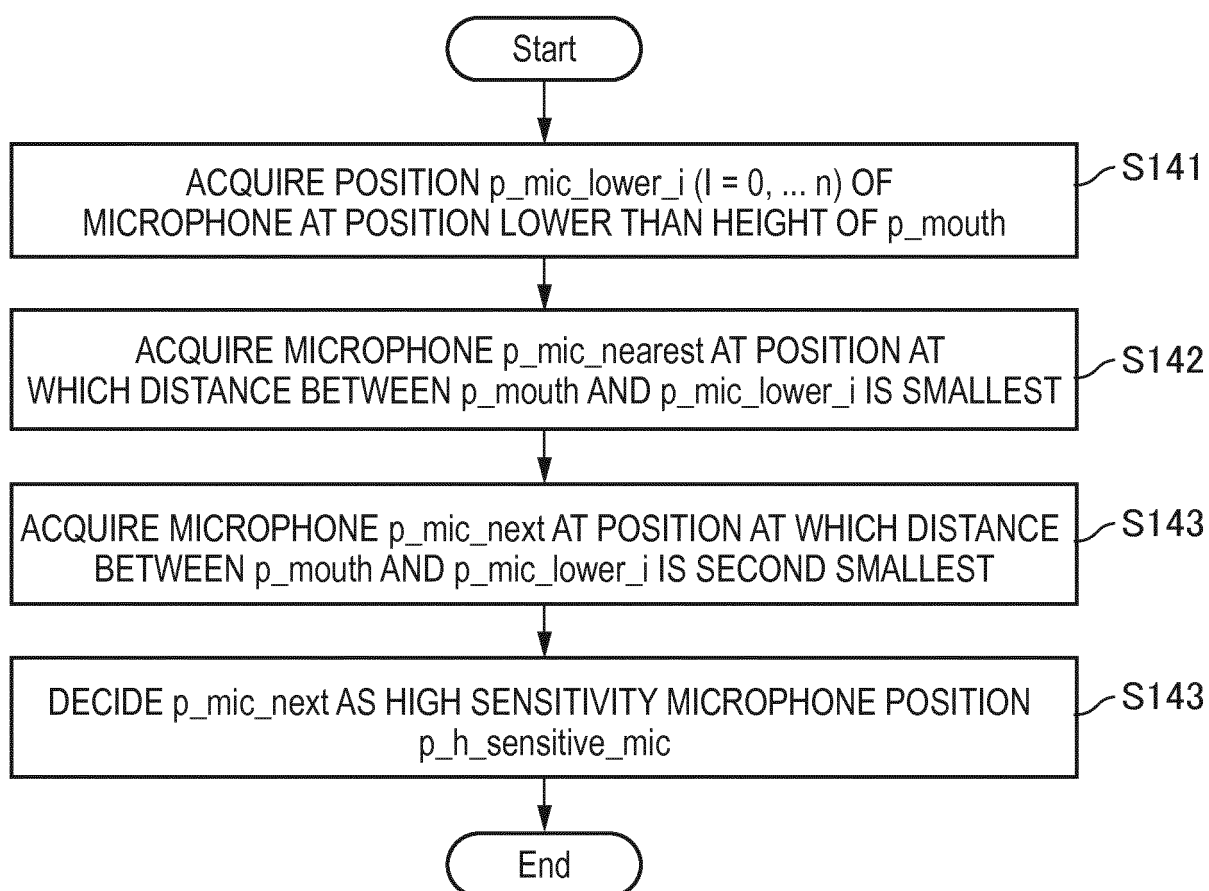 Start
ACQUIRE POSITION p_mic_lower_i (I = 0, ... n) OF
MICROPHONE AT POSITION LOWER THAN HEIGHT OF p_mouth
S141
ACQUIRE MICROPHONE p_mic_nearest AT POSITION AT
WHICH DISTANCE BETWEEN p_mouth AND p_mic_lower_i IS SMALLEST
S142
ACQUIRE MICROPHONE p_mic_next AT POSITION AT WHICH DISTANCE
BETWEEN p_mouth AND p_mic_lower_i IS SECOND SMALLEST
S143
DECIDE p_mic_next AS HIGH SENSITIVITY MICROPHONE POSITION
p_h_sensitive_mic
S143
End